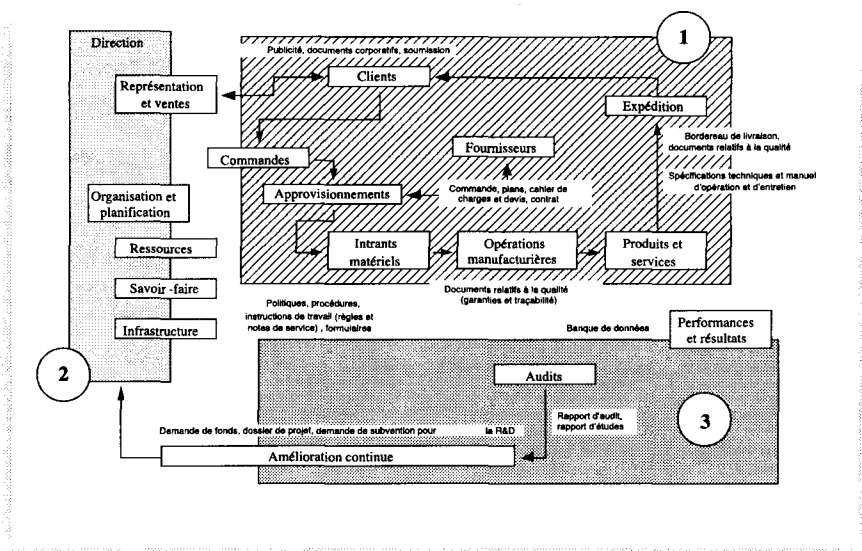 Direction
1
Publicité, documents corporatifs, soumission
Clients
Représentation
et ventes
Expédition
Bordereau de livraison,
documents relatifs à la qualité
Commandes
Fournisseurs
Spécifications techniques et manuel
d'opération et d'entretien
Approvisionnements
Commande, plans, cahier de
charges et devis, contrat
Organisation et
planification
Ressources
Intrants
matériels
Opérations
manufacturières
Produits et
services
Savoir -faire
Documents relatifs à la qualité
(garanties et traçabilité)
Infrastructure
Politiques, procédures,
instructions de travail (règles et
notes de service) , formulaires
Banque de données
Performances
et résultats
2
Audits
3
Rapport d'audit,
rapport d'études
Demande de fonds, dossier de projet, demande de subvention pour la R&D
Amélioration continue